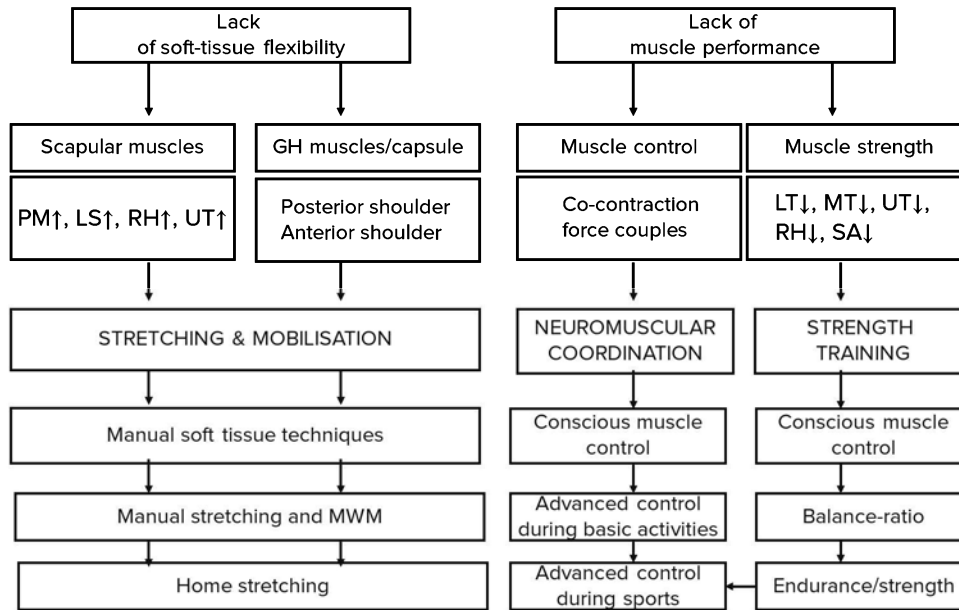 Lack
of soft-tissue flexibility
Lack of
muscle performance
Scapular muscles
GH muscles/capsule
Muscle control
Muscle strength
PM↑, LS↑, RH↑, UT↑
Posterior shoulder
Anterior shoulder
Co-contraction
force couples
LT↓, MT↓, UT↓,
RH↓, SA↓
STRETCHING & MOBILISATION
NEUROMUSCULAR
COORDINATION
STRENGTH
TRAINING
Manual soft tissue techniques
Conscious muscle
control
Conscious muscle
control
Manual stretching and MWM
Advanced control
during basic activities
Balance-ratio
Home stretching
Advanced control
during sports
Endurance/strength